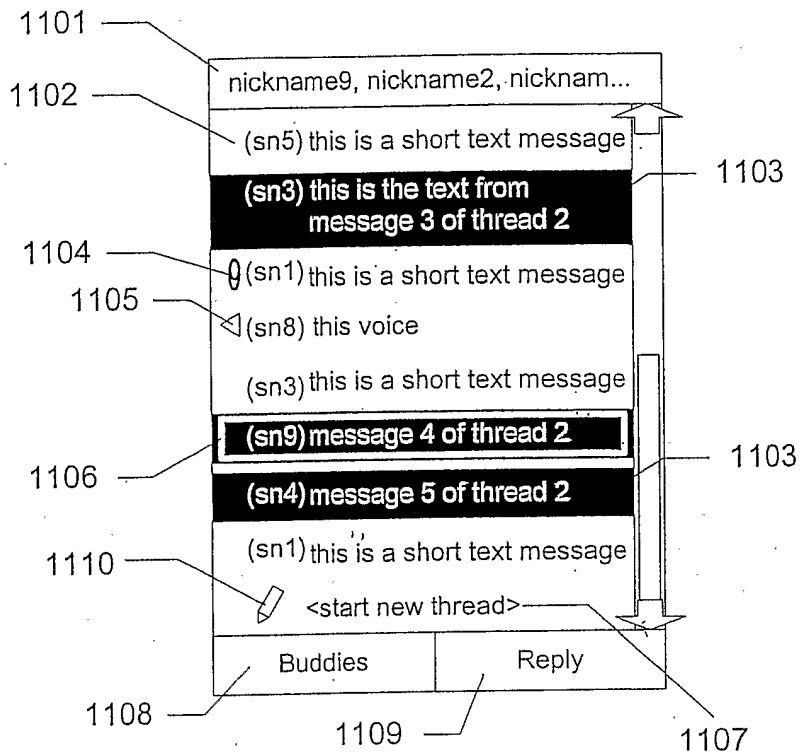 1101
nickname9, nickname2, nicknam...
1102
(sn5) this is a short text message
1103
(sn3) this is the text from
message 3 of thread 2
1104
(sn1) this is a short text message
1105
(sn8) this voice
(sn3) this is a short text message
(sn9) message 4 of thread 2
1106
1103
(sn4) message 5 of thread 2
(sn1) this is a short text message
1110
<start new thread>
Buddies
Reply
1108
1109
1107